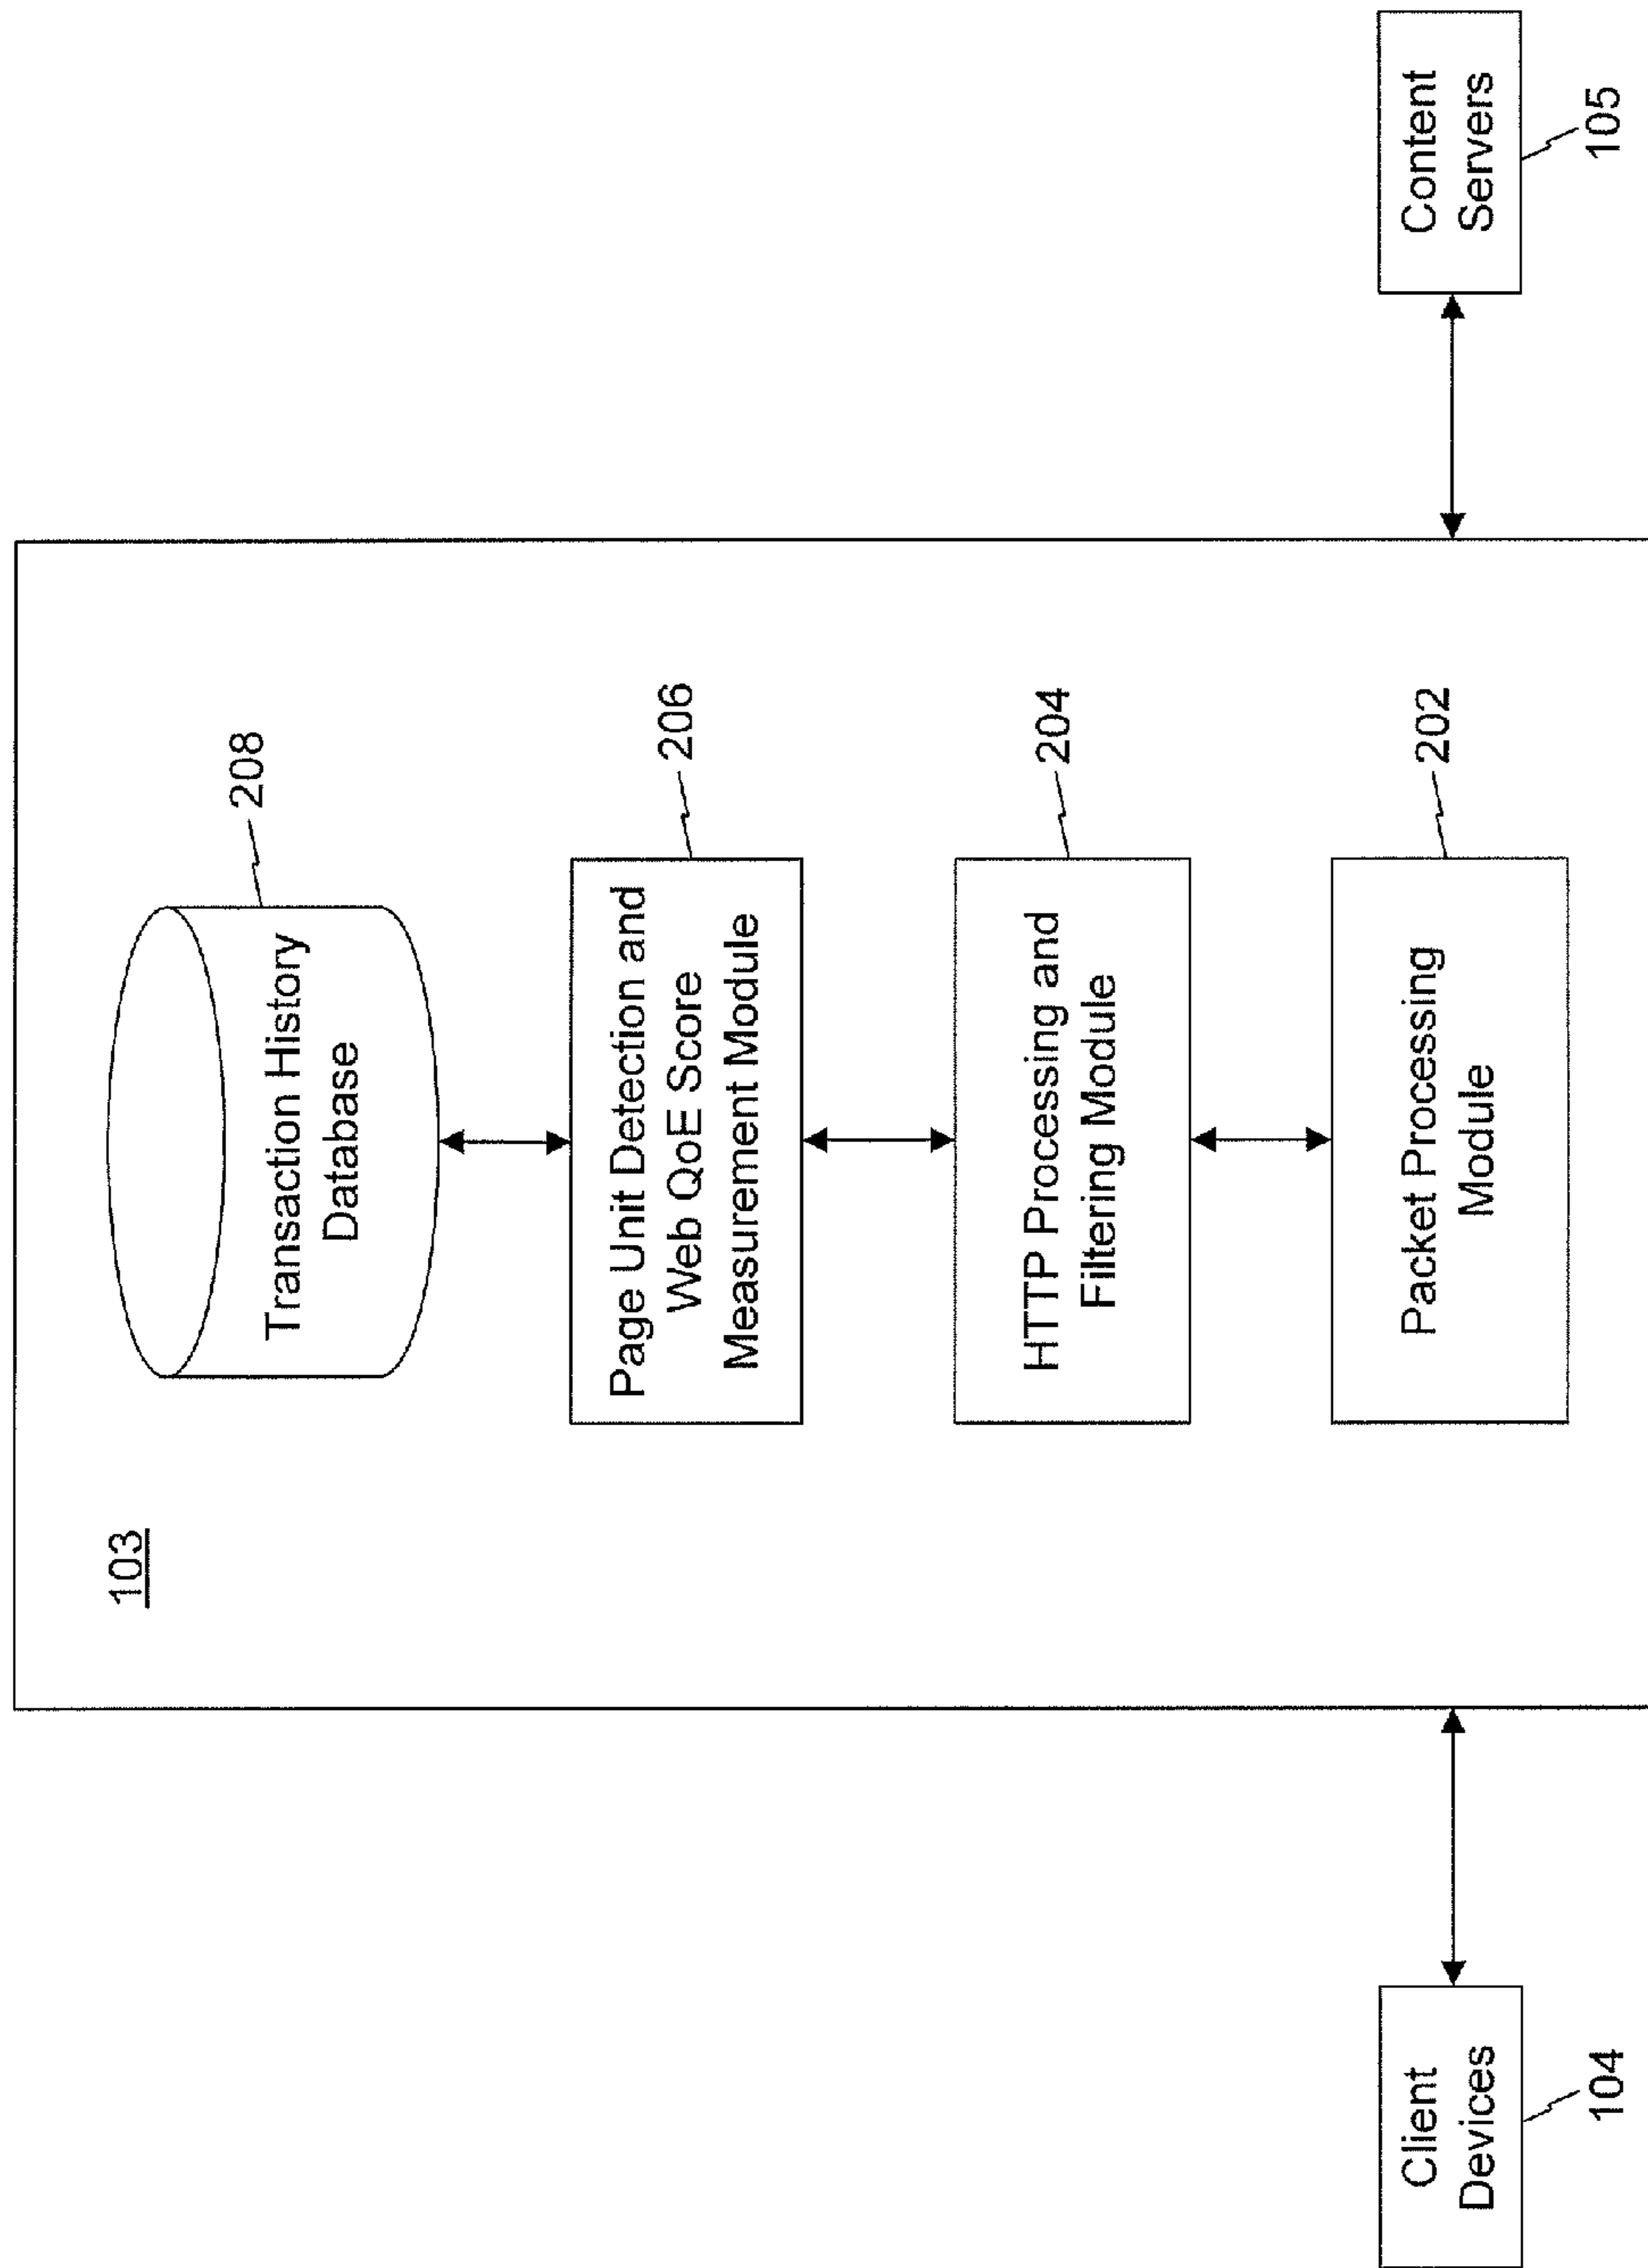 103
Transaction History
Database
208
Page Unit Detection and
Web QoE Score
Measurement Module
206
HTTP Processing and
Filtering Module
204
Packet Processing
Module
202
Client
Devices
104
Content
Servers
105